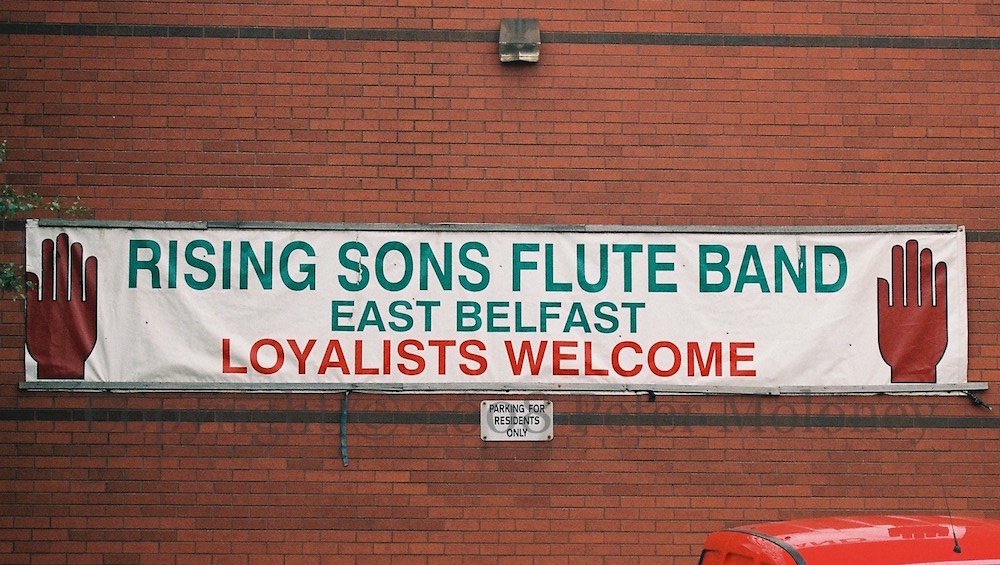 RISING SONS FLUTE BAND
EAST BELFAST
LOYALISTS WELCOME
PARKING FOR
RESIDENTS
ONLY